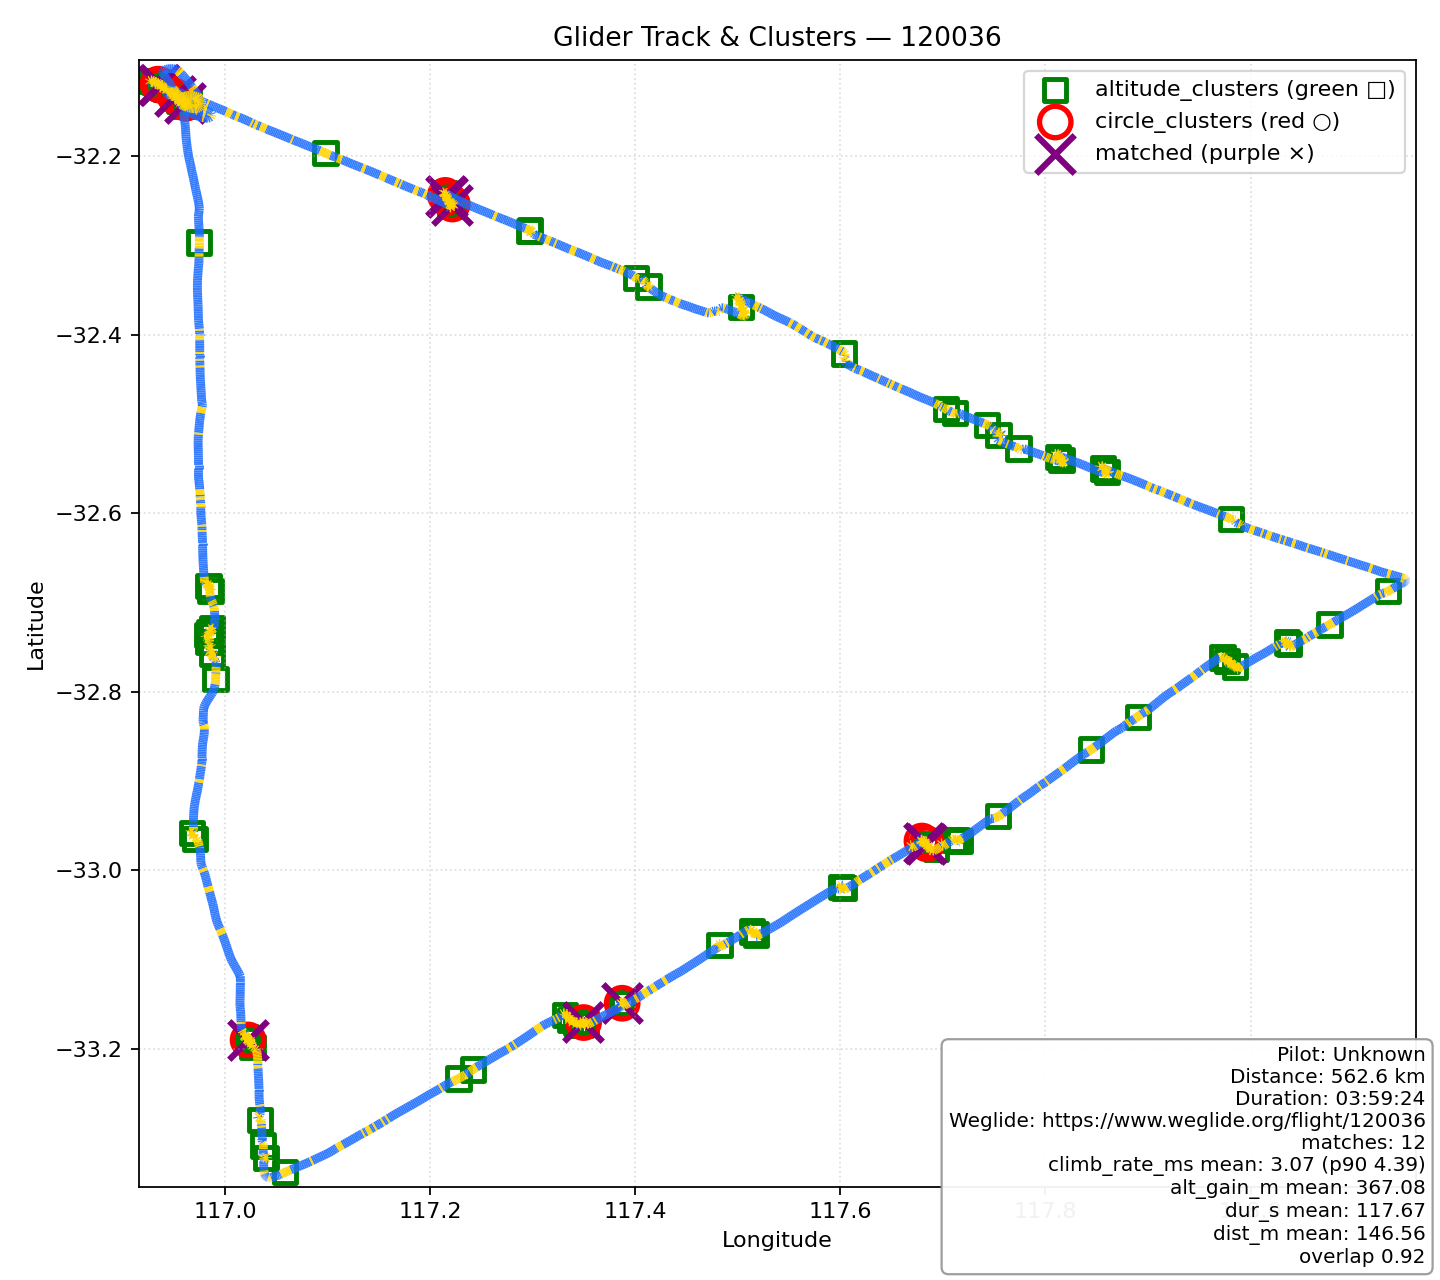 Glider Track & Clusters — 120036
altitude_clusters (green □)
circle_clusters (red ○)
matched (purple ×)
Latitude
−32.2
−32.4
−32.6
−32.8
−33.0
−33.2
117.0
117.2
117.4
117.6
117.8
Longitude
Pilot: Unknown
Distance: 562.6 km
Duration: 03:59:24
Weglide: https://www.weglide.org/flight/120036
matches: 12
climb_rate_ms mean: 3.07 (p90 4.39)
alt_gain_m mean: 367.08
dur_s mean: 117.67
dist_m mean: 146.56
overlap 0.92